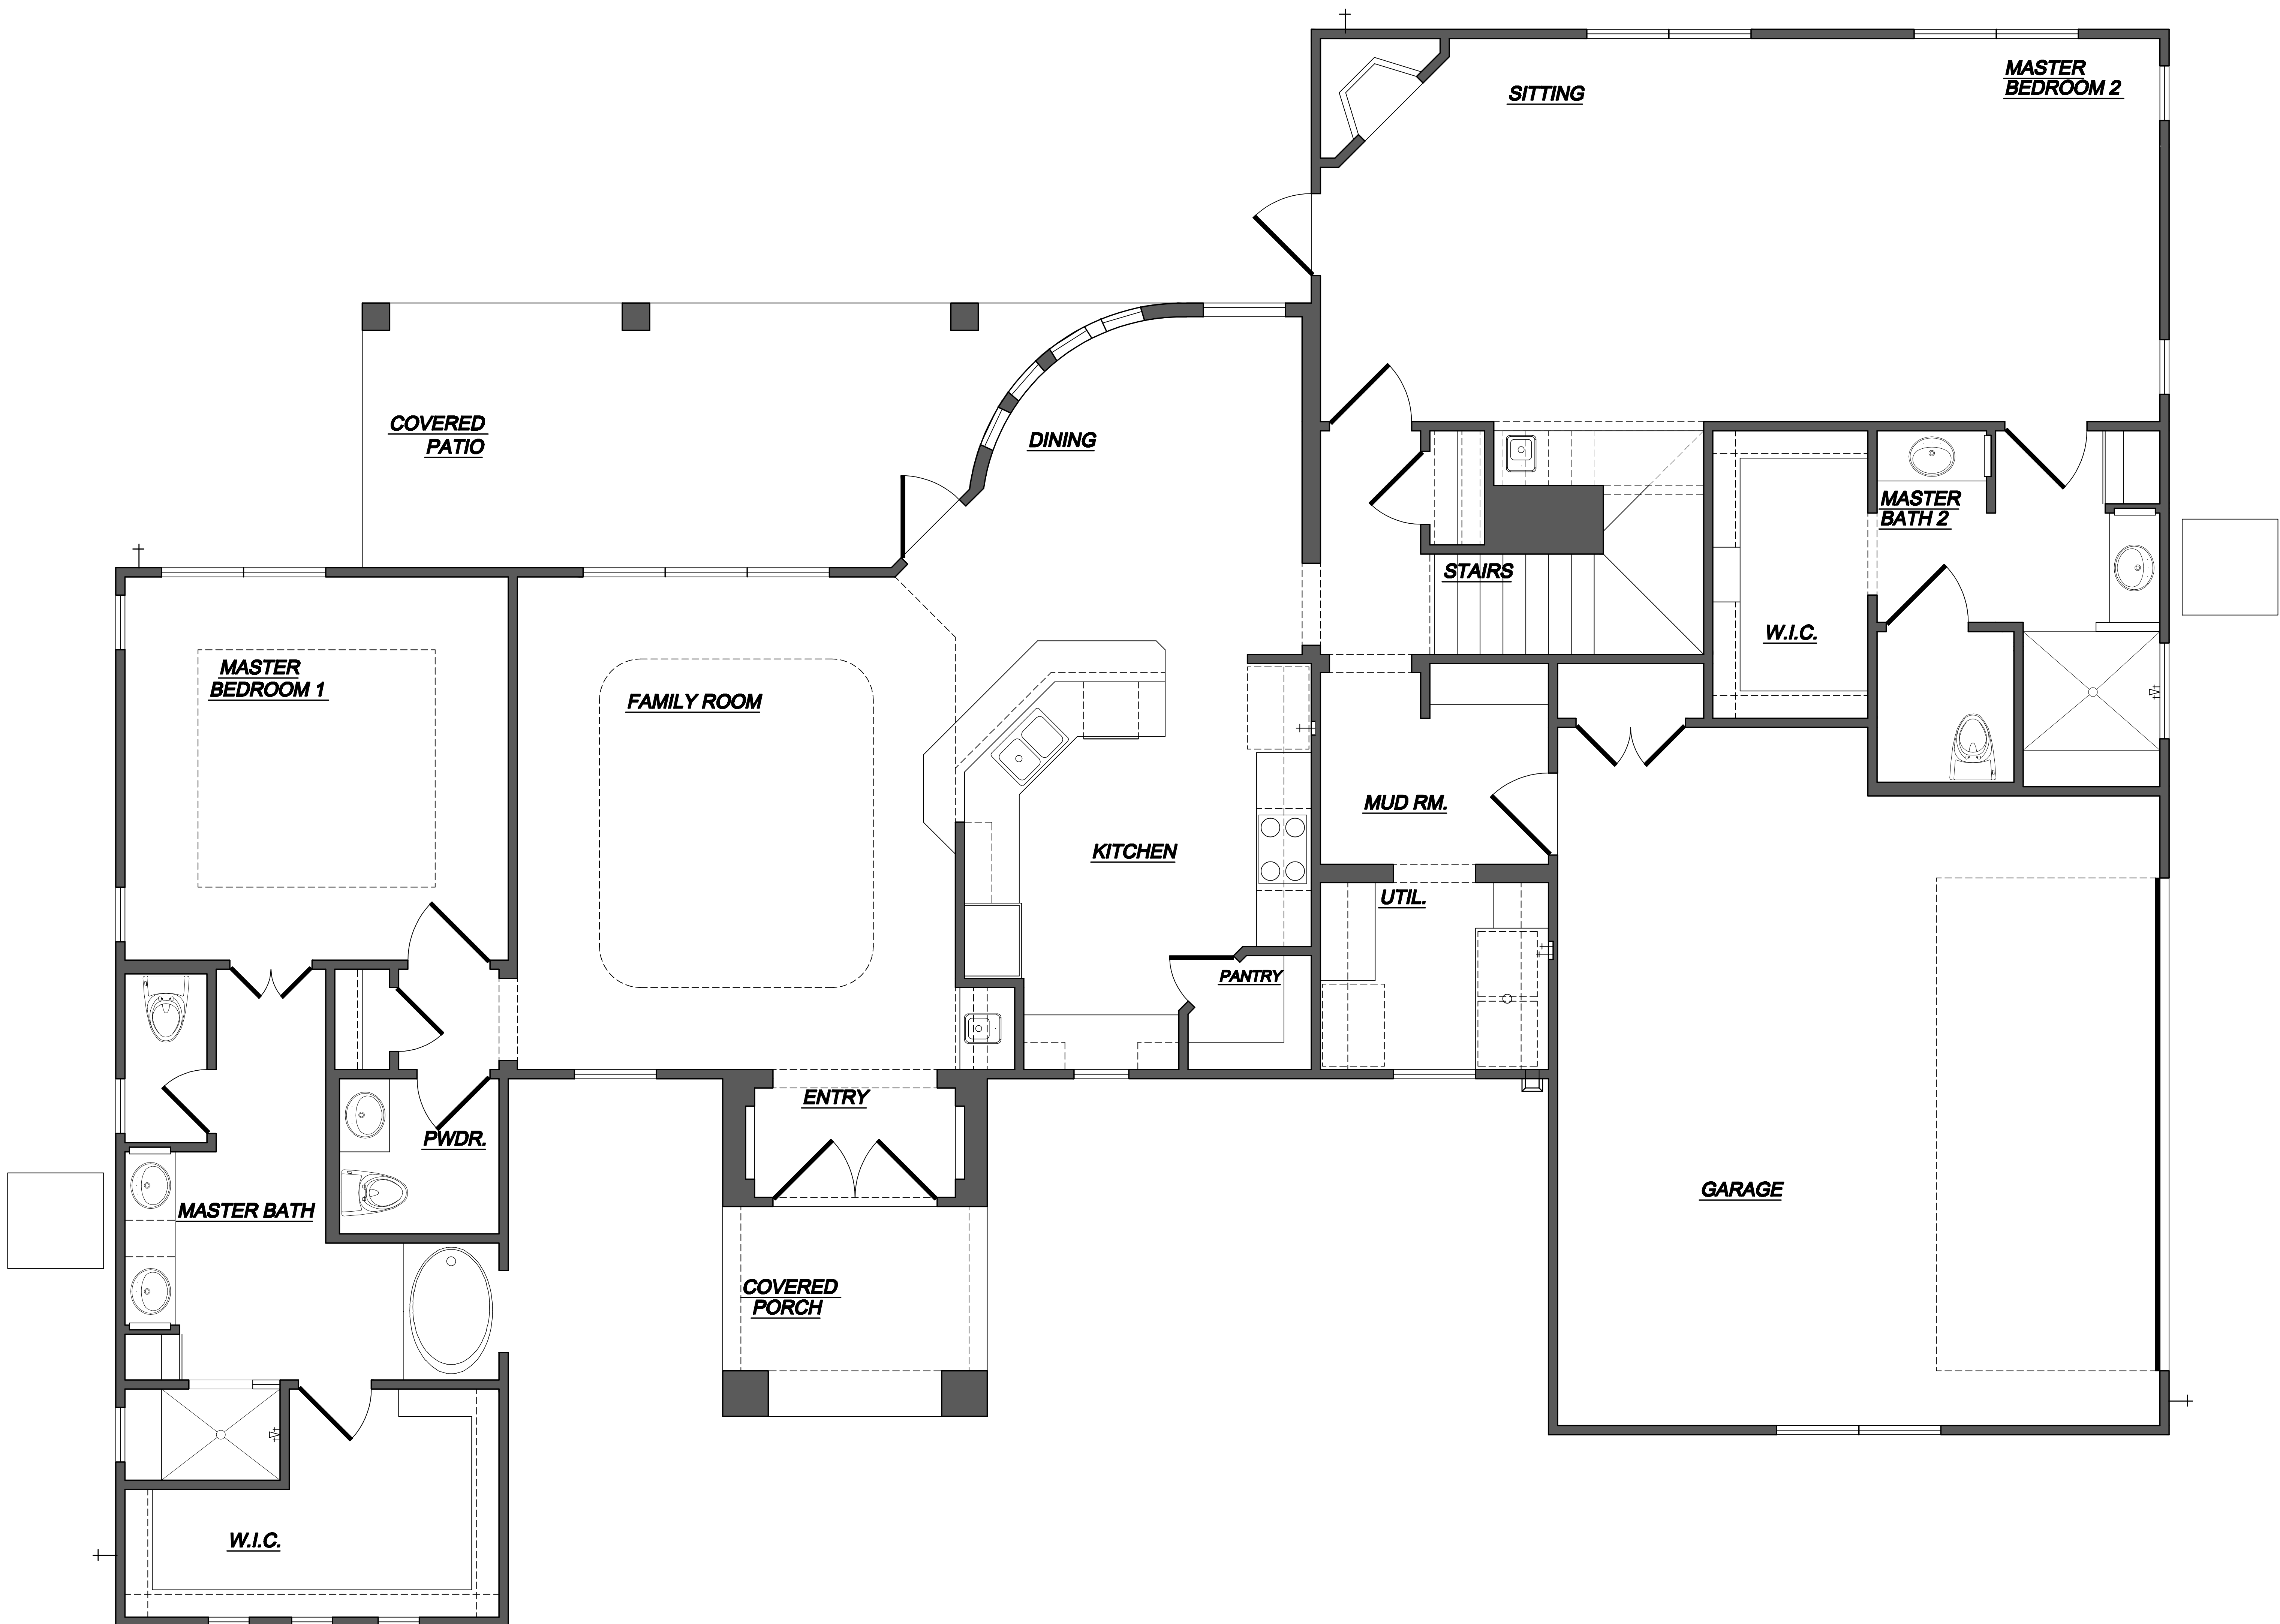 MASTER
BEDROOM 2
SITTING
COVERED
PATIO
DINING
MASTER
BATH 2
STAIRS
W.I.C.
MASTER
BEDROOM 1
FAMILY ROOM
MUD RM.
KITCHEN
UTIL.
PANTRY
ENTRY
PWDR.
GARAGE
MASTER BATH
COVERED
PORCH
W.I.C.